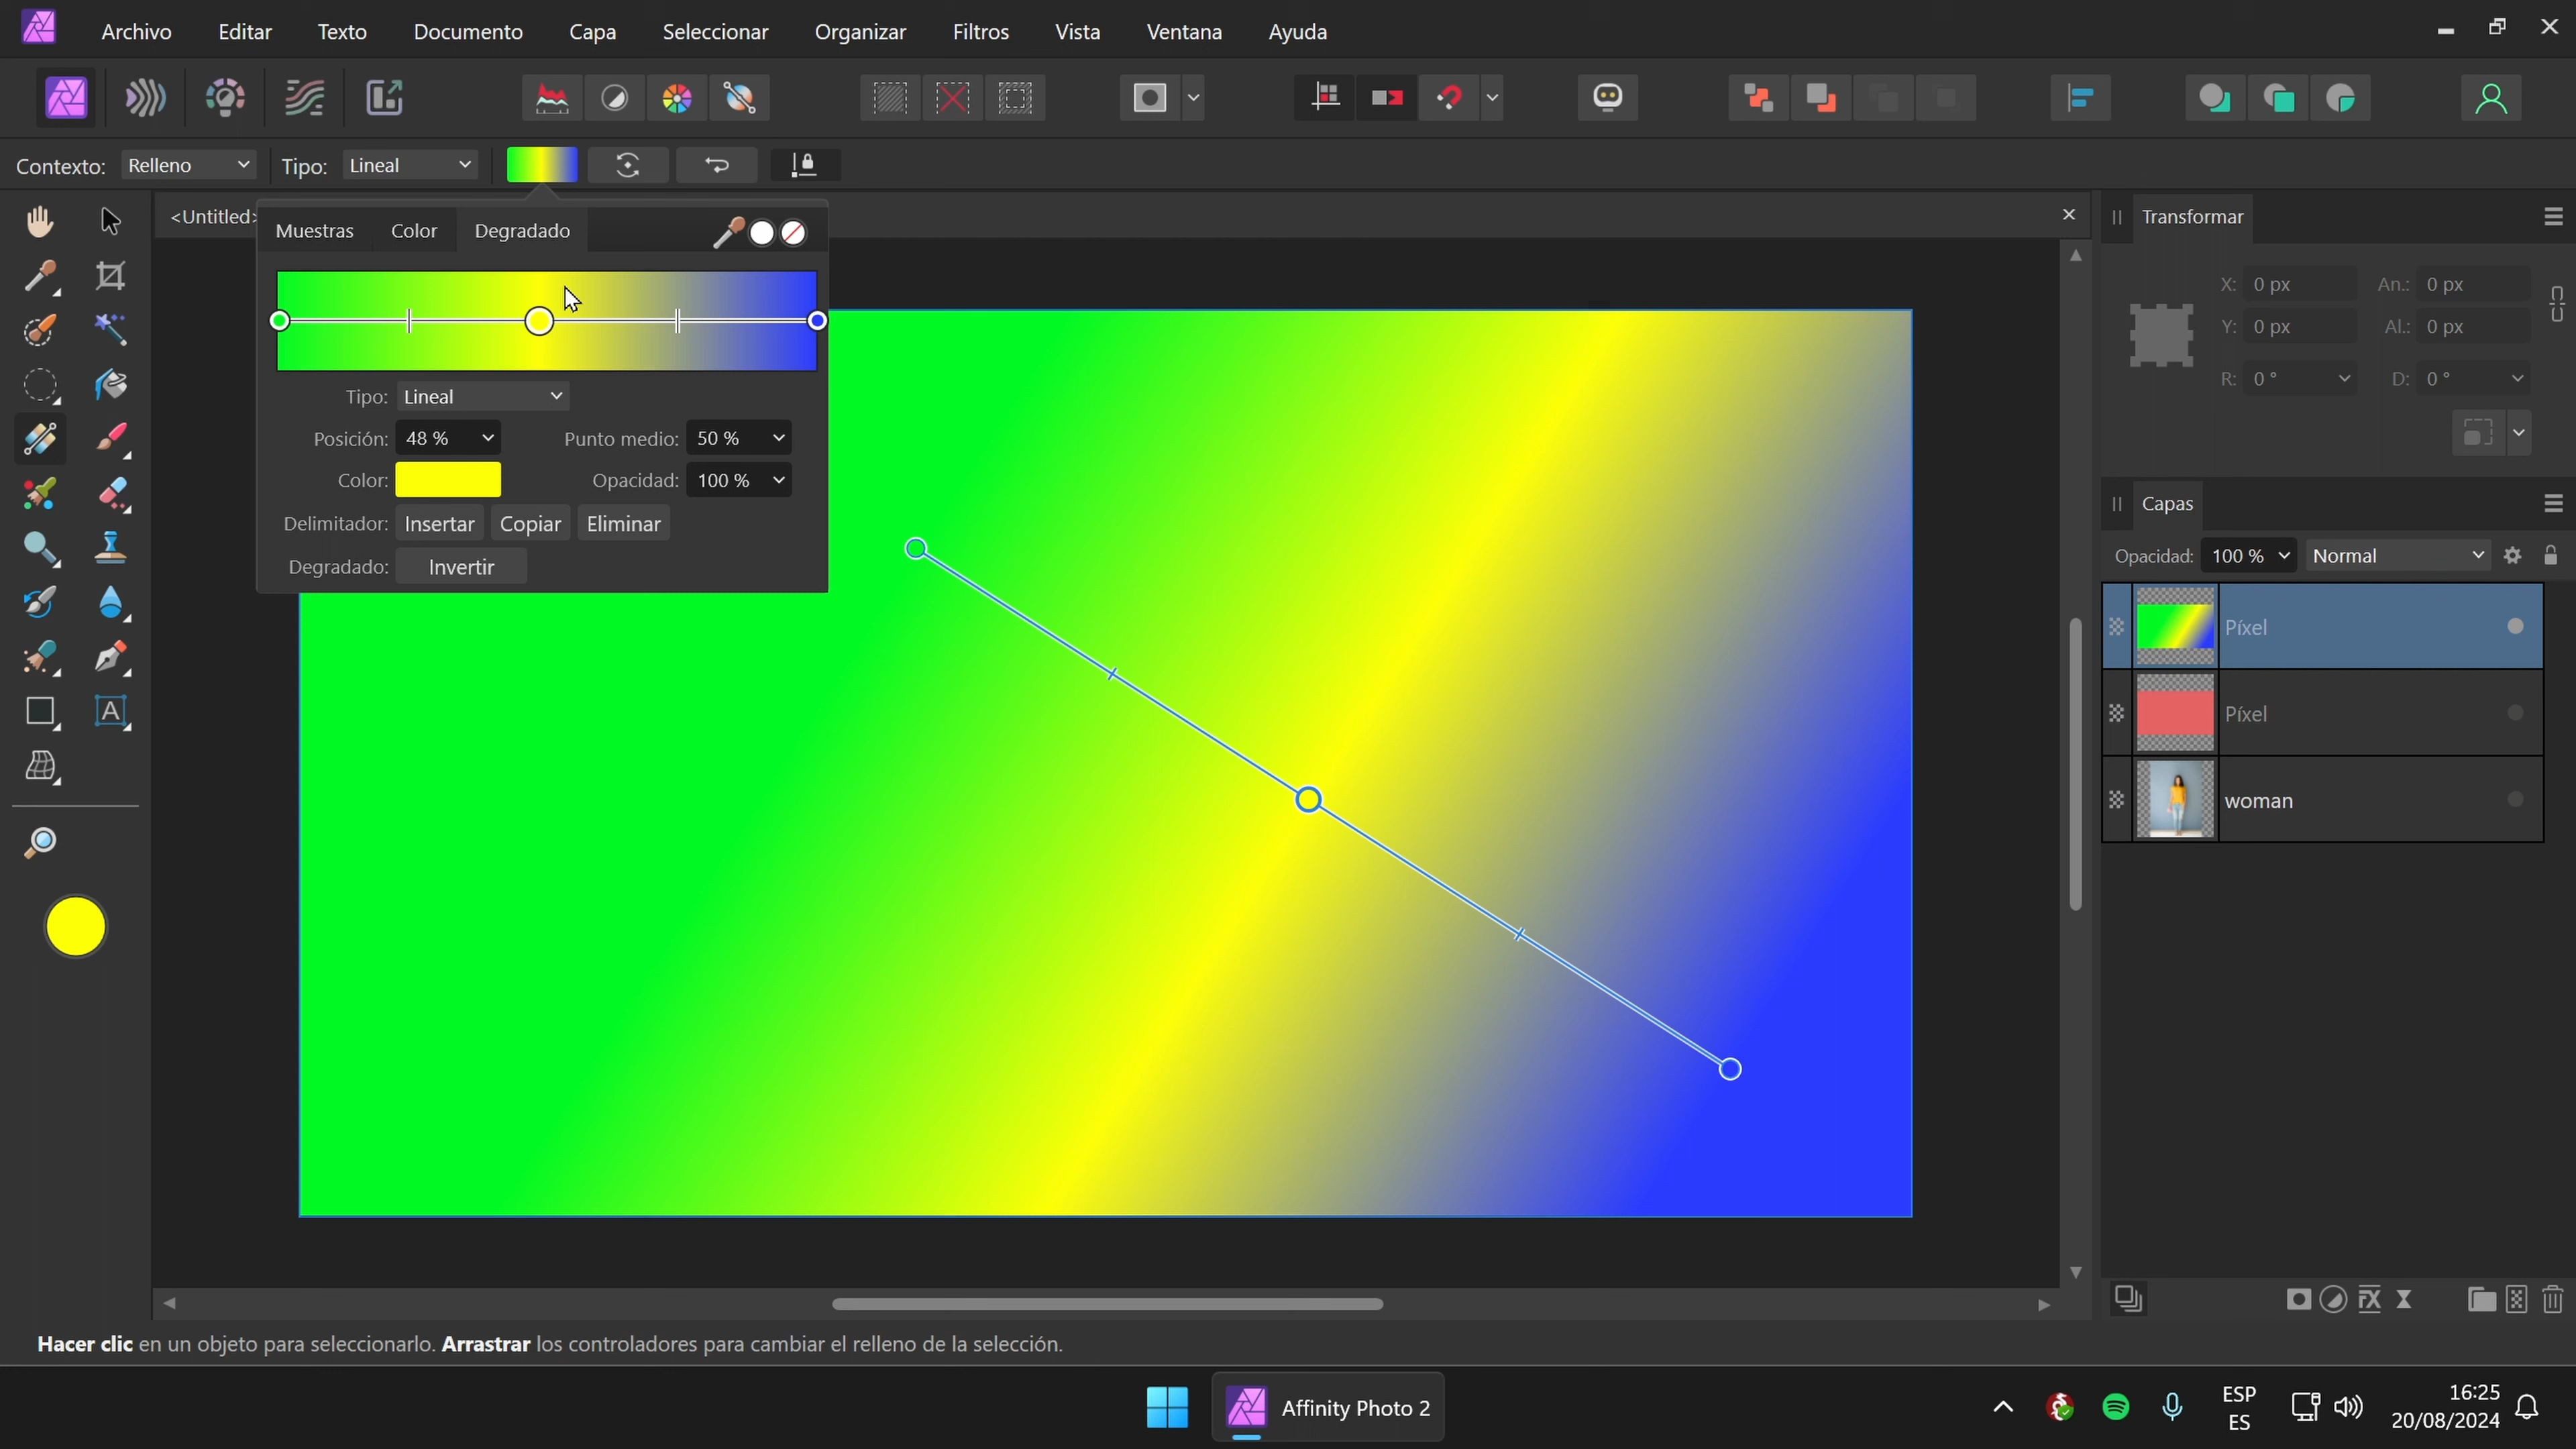 Archivo Editar Texto Documento Capa Seleccionar Organizar Filtros Vista Ventana Ayuda
Contexto: Relleno Tipo: Lineal
<Untitled>
Muestras Color Degradado
Tipo: Lineal
Posición: 48 % Punto medio: 50 %
Color: Opacidad: 100 %
Delimitador: Insertar Copiar Eliminar
Degradado: Invertir
Transformar
X: 0 px An.: 0 px
Y: 0 px Al.: 0 px
R: 0 ° D: 0 °
Capas
Opacidad: 100 % Normal
Píxel
Píxel
woman
Hacer clic en un objeto para seleccionarlo. Arrastrar los controladores para cambiar el relleno de la selección.
Affinity Photo 2
ESP
ES
16:25
20/08/2024